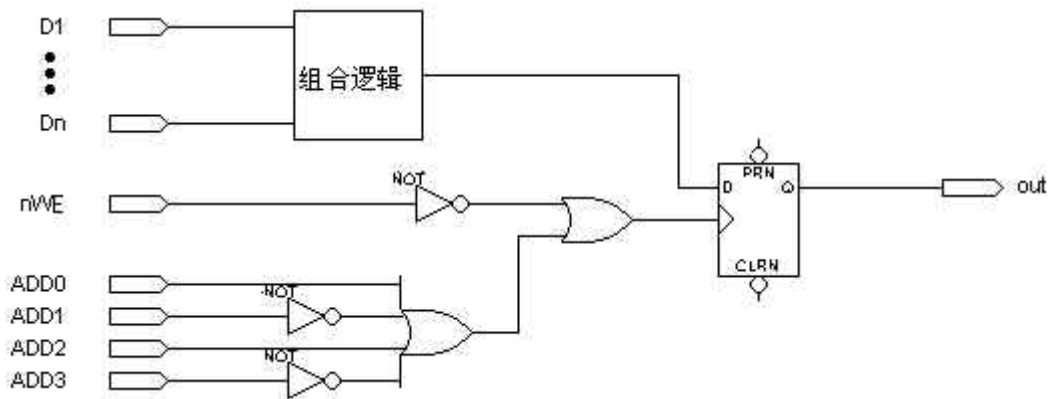 D1
组合逻辑
Dn
NOT
nWE
PRN
D Q
out
CLRN
ADD0
NOT
ADD1
ADD2
NOT
ADD3